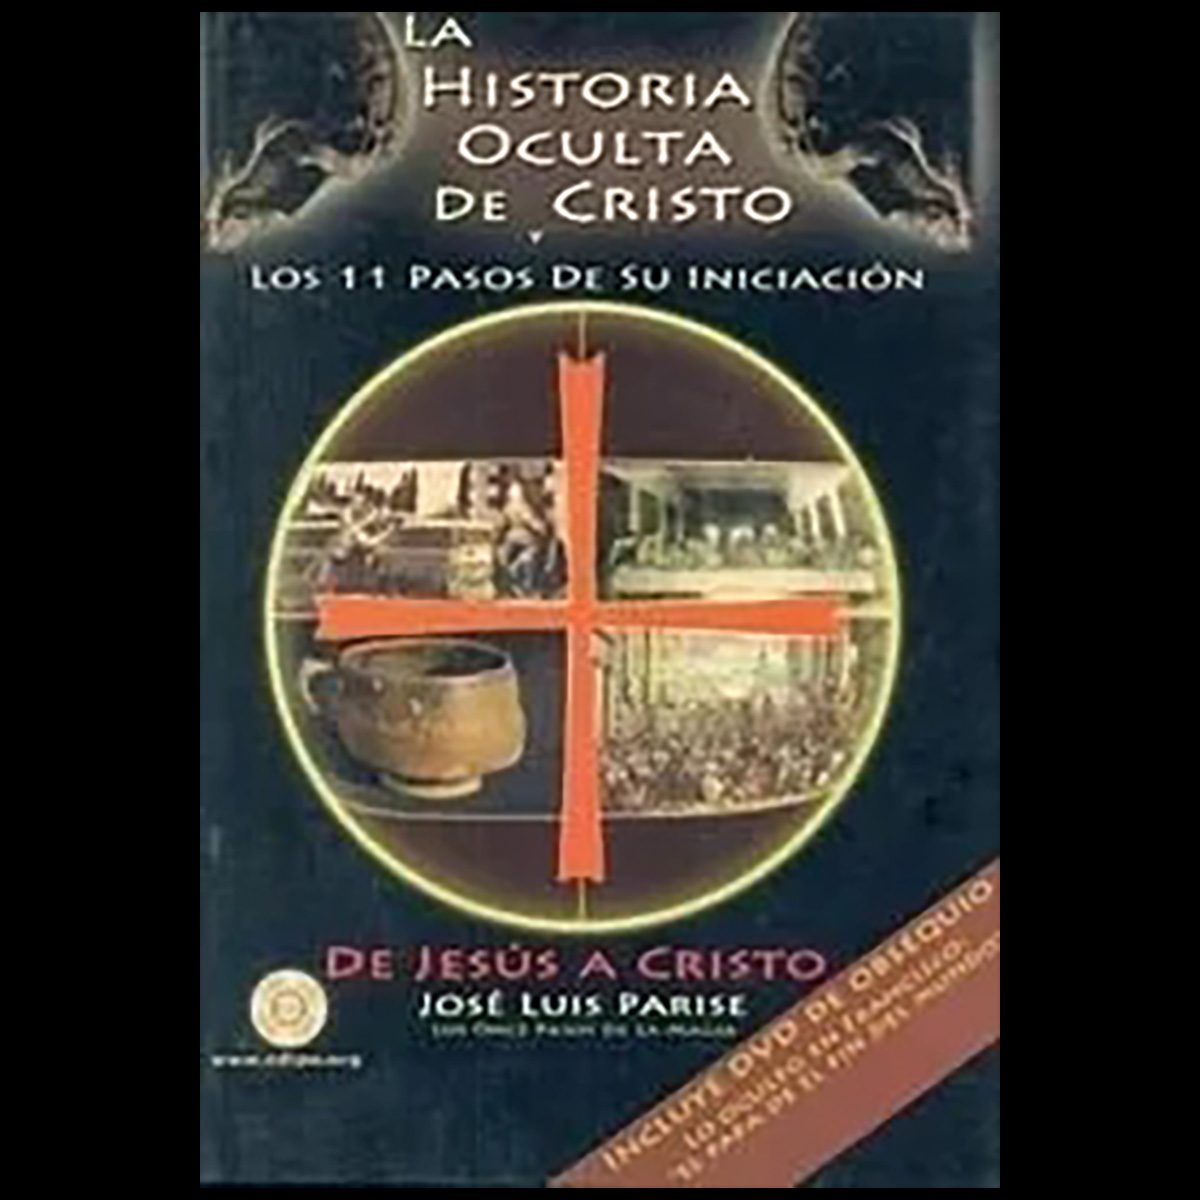 LA
HISTORIA
OCULTA
DE CRISTO
Y
LOS 11 PASOS DE SU INICIACIÓN
DE JESÚS A CRISTO
JOSÉ LUIS PARISE
LOS ONCE PASOS DE LA MAGIA
www.edipo.org
INCLUYE DVD DE OBSEQUIO
LO OCULTO EN FRANCISCO,
"EL PAPA DE EL FIN DEL MUNDO"